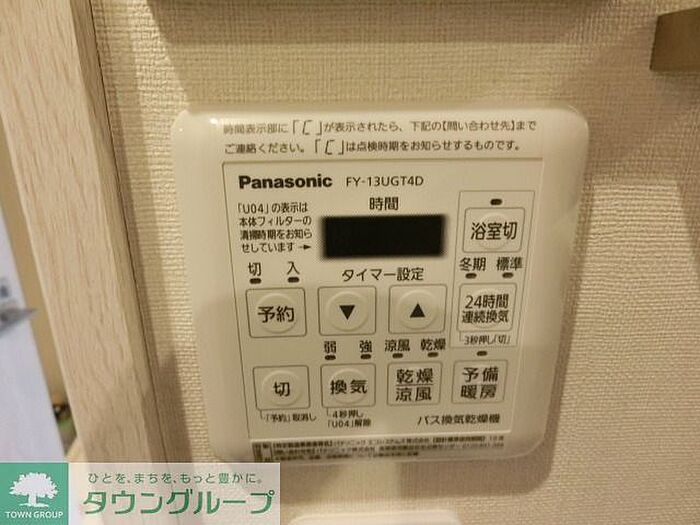 時間表示部に「[」が表示されたら、下記の【問い合わせ先】まで
ご連絡ください。「[」は点検時期をお知らせするものです。
Panasonic FY-13UGT4D
「U04」の表示は
本体フィルターの
清掃時期をお知ら
せしています→
時間
浴室切
切 入
タイマー設定
冬期 標準
予約
▼
▲
24時間
連続換気
3秒押し「切」
弱 強 涼風 乾燥
切
換気
乾燥
涼風
予備
暖房
「予約」取消し
4秒押し
「U04」解除
バス換気乾燥機
ひとを、まちを、もっと豊かに。
タウングループ
TOWN GROUP